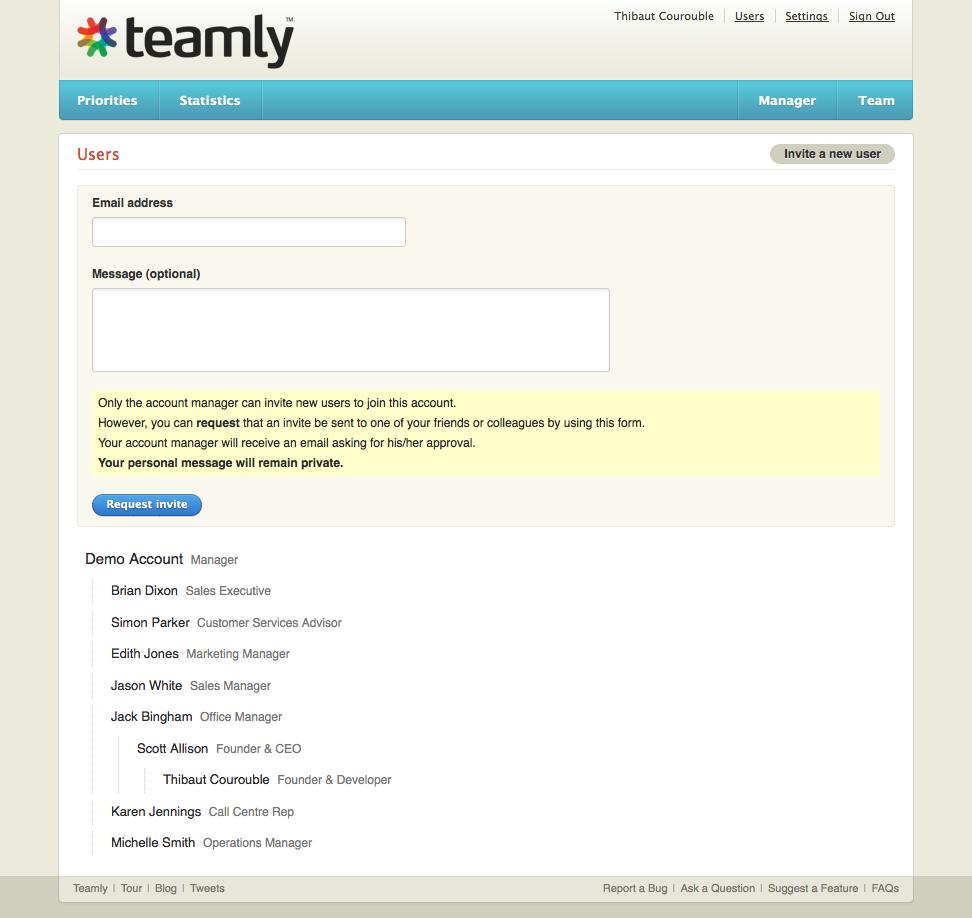 teamly™
Thibaut Courouble Users Settings Sign Out
Priorities Statistics Manager Team
Users Invite a new user
Email address
Message (optional)
Only the account manager can invite new users to join this account.
However, you can request that an invite be sent to one of your friends or colleagues by using this form.
Your account manager will receive an email asking for his/her approval.
Your personal message will remain private.
Request invite
Demo Account Manager
Brian Dixon Sales Executive
Simon Parker Customer Services Advisor
Edith Jones Marketing Manager
Jason White Sales Manager
Jack Bingham Office Manager
Scott Allison Founder & CEO
Thibaut Courouble Founder & Developer
Karen Jennings Call Centre Rep
Michelle Smith Operations Manager
Teamly | Tour | Blog | Tweets Report a Bug | Ask a Question | Suggest a Feature | FAQs